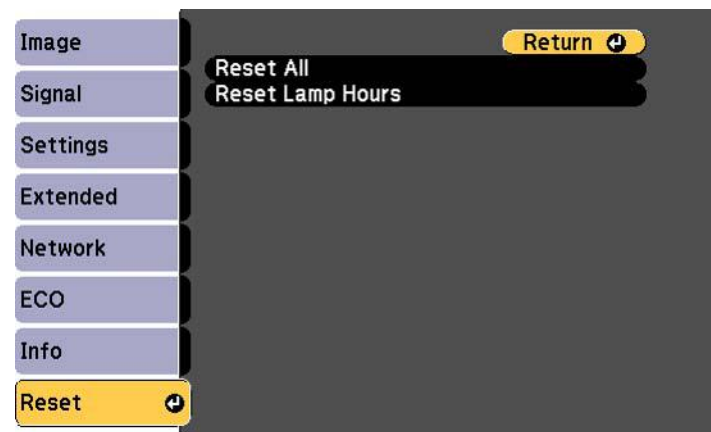 Image
Signal
Settings
Extended
Network
ECO
Info
Reset
Return
Reset All
Reset Lamp Hours